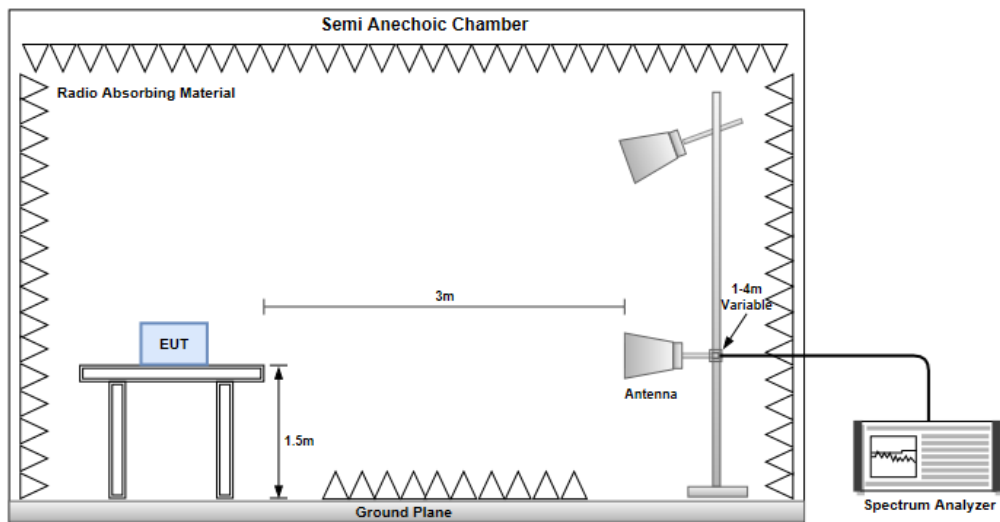 Semi Anechoic Chamber
Radio Absorbing Material
3m
1-4m
Variable
EUT
Antenna
1.5m
Ground Plane
Spectrum Analyzer